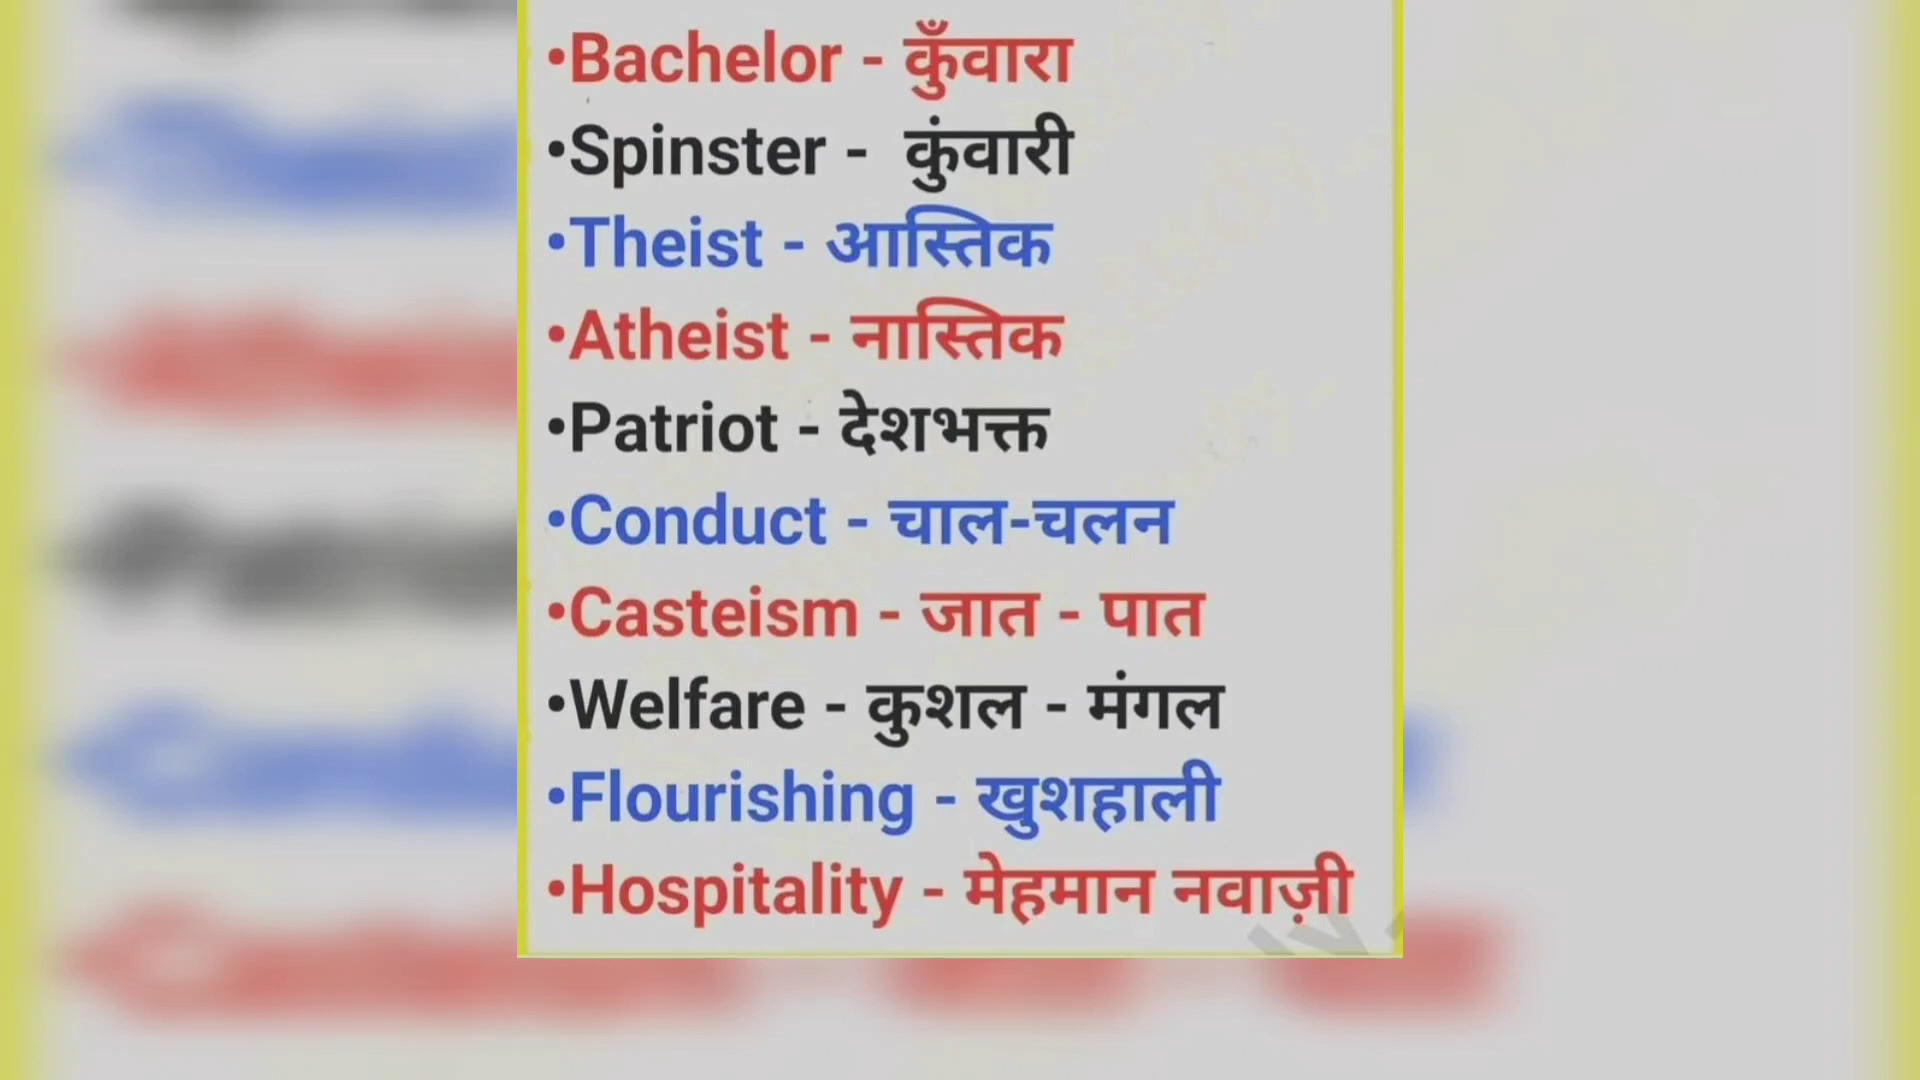 •Bachelor - कुँवारा
•Spinster - कुंवारी
•Theist - आस्तिक
•Atheist - नास्तिक
•Patriot - देशभक्त
•Conduct - चाल-चलन
•Casteism - जात - पात
•Welfare - कुशल - मंगल
•Flourishing - खुशहाली
•Hospitality - मेहमान नवाज़ी